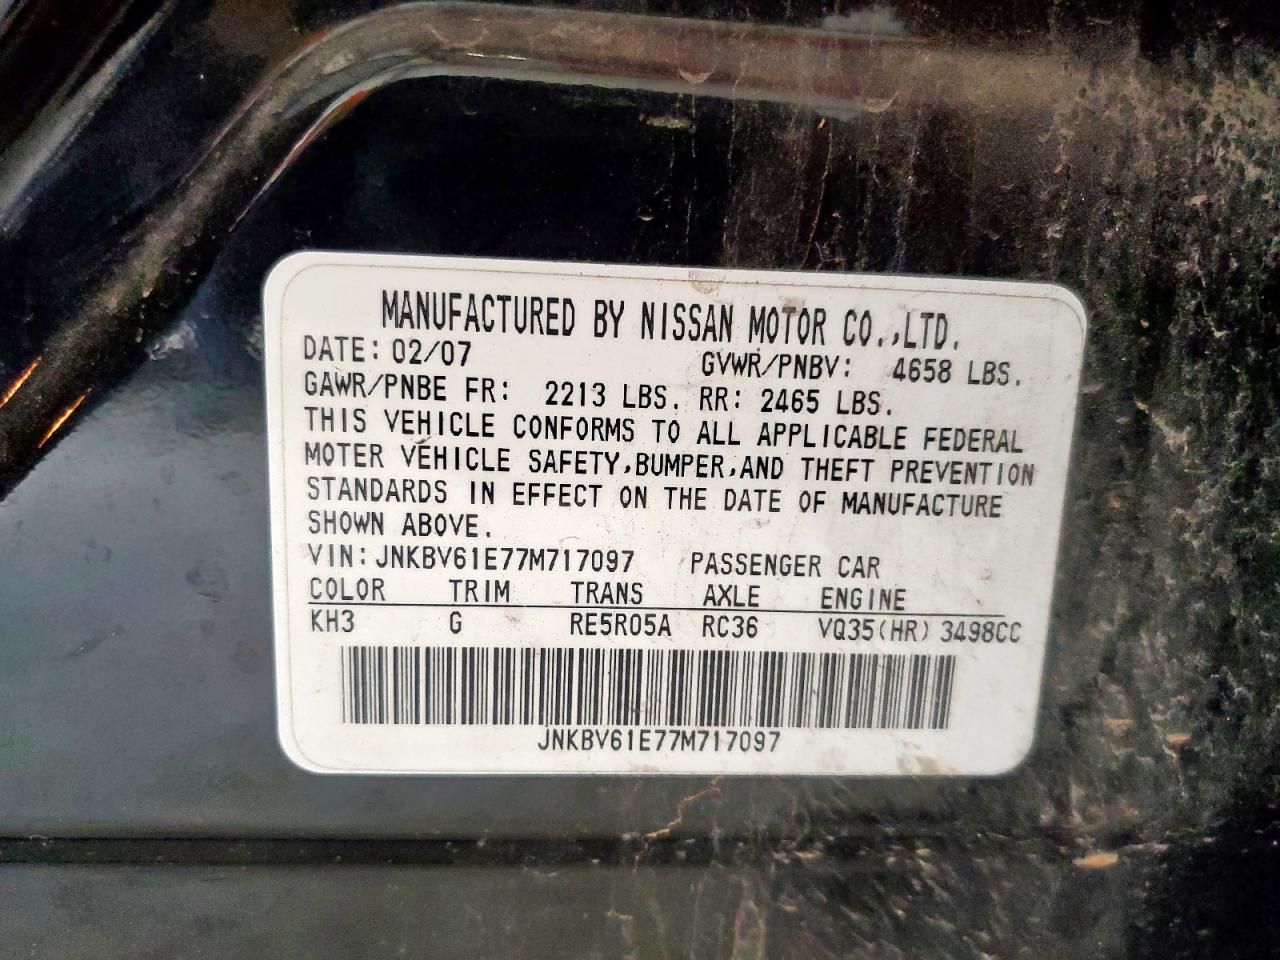 MANUFACTURED BY NISSAN MOTOR CO.,LTD.
DATE: 02/07 GVWR/PNBV: 4658 LBS.
GAWR/PNBE FR: 2213 LBS. RR: 2465 LBS.
THIS VEHICLE CONFORMS TO ALL APPLICABLE FEDERAL
MOTER VEHICLE SAFETY,BUMPER,AND THEFT PREVENTION
STANDARDS IN EFFECT ON THE DATE OF MANUFACTURE
SHOWN ABOVE.
VIN:JNKBV61E77M717097 PASSENGER CAR
COLOR TRIM TRANS AXLE ENGINE
KH3 G RE5R05A RC36 VQ35(HR) 3498CC
JNKBV61E77M717097